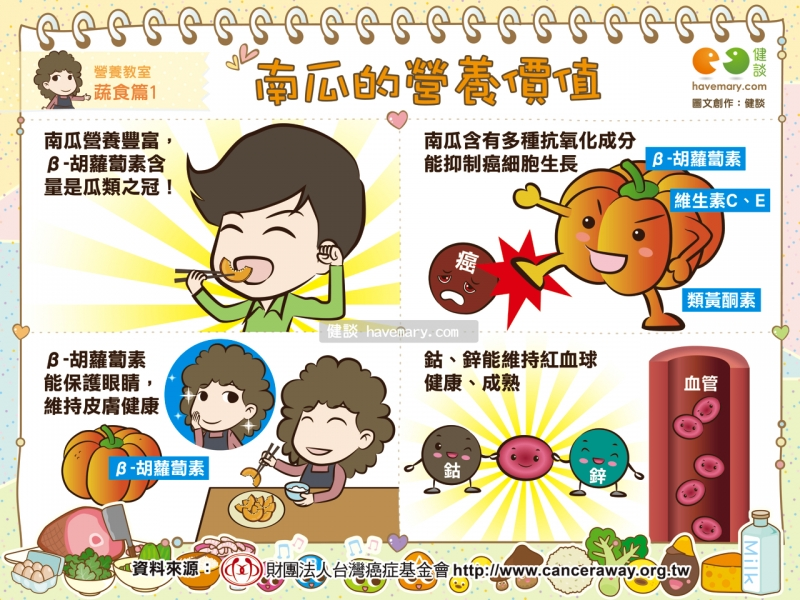 營養教室
蔬食篇1
南瓜的營養價值
健談
havemary.com
圖文創作：健談
南瓜營養豐富，
β-胡蘿蔔素含
量是瓜類之冠！
南瓜含有多種抗氧化成分
能抑制癌細胞生長
β-胡蘿蔔素
維生素C、E
類黃酮素
癌
健談 havemary.com
β-胡蘿蔔素
能保護眼睛，
維持皮膚健康
β-胡蘿蔔素
鈷、鋅能維持紅血球
健康、成熟
鈷
鋅
血管
Milk
資料來源：財團法人台灣癌症基金會 http://www.canceraway.org.tw